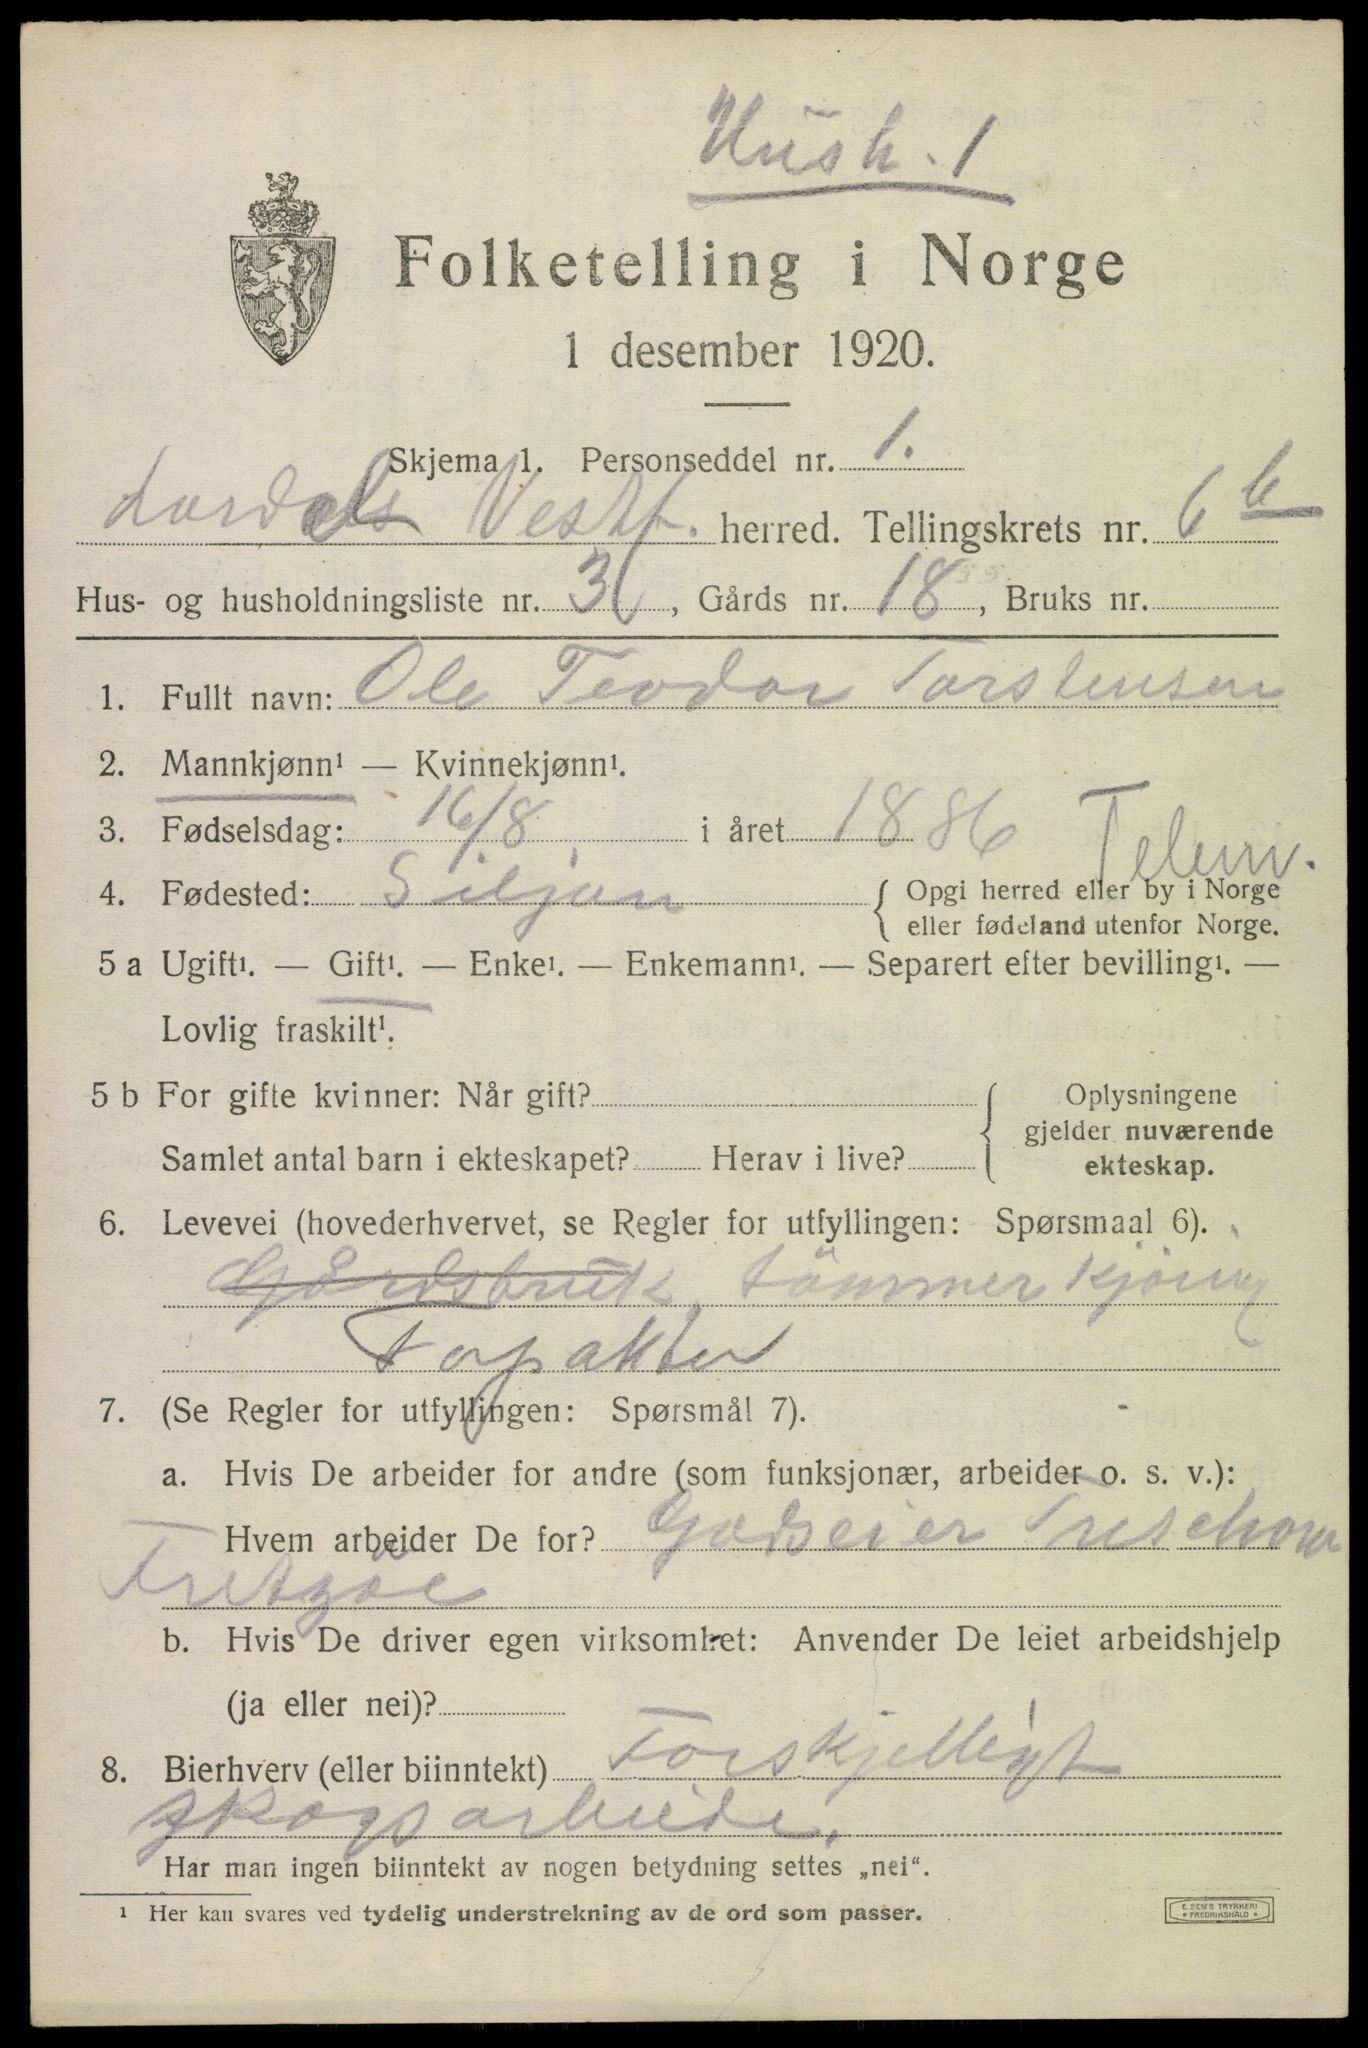 Hush. 1
Folketelling i Norge
1 desember 1920.
Skjema 1. Personseddel nr. 1.
Lardals Vestf. herred. Tellingskrets nr. 6 b
Hus- og husholdningsliste nr. 36, Gårds nr. 18, Bruks nr.
1. Fullt navn: Ole Teodor Torstensen
2. Mannkjønn¹ — Kvinnekjønn¹.
3. Fødselsdag: 16/8 i året 1886
4. Fødested: Siljan Telem.
{ Opgi herred eller by i Norge
eller fødeland utenfor Norge.
5 a Ugift¹. — Gift¹. — Enke¹. — Enkemann¹. — Separert efter bevilling¹. —
Lovlig fraskilt¹.
5 b For gifte kvinner: Når gift?
Samlet antal barn i ekteskapet? Herav i live?
{ Oplysningene
gjelder nuværende
ekteskap.
6. Levevei (hovederhvervet, se Regler for utfyllingen: Spørsmaal 6).
Gårdsbruk, tömmerkjöring
Forpakter
7. (Se Regler for utfyllingen: Spørsmål 7).
a. Hvis De arbeider for andre (som funksjonær, arbeider o. s. v.):
Hvem arbeider De for? Godseier Treschow
Fritzöe
b. Hvis De driver egen virksomhet: Anvender De leiet arbeidshjelp
(ja eller nei)?
8. Bierhverv (eller biinntekt) Forskjelligt
skogsarbeide.
Har man ingen biinntekt av nogen betydning settes „nei“.
¹ Her kan svares ved tydelig understrekning av de ord som passer.
E. SEM'S TRYKKERI
• FREDRIKSHALD •